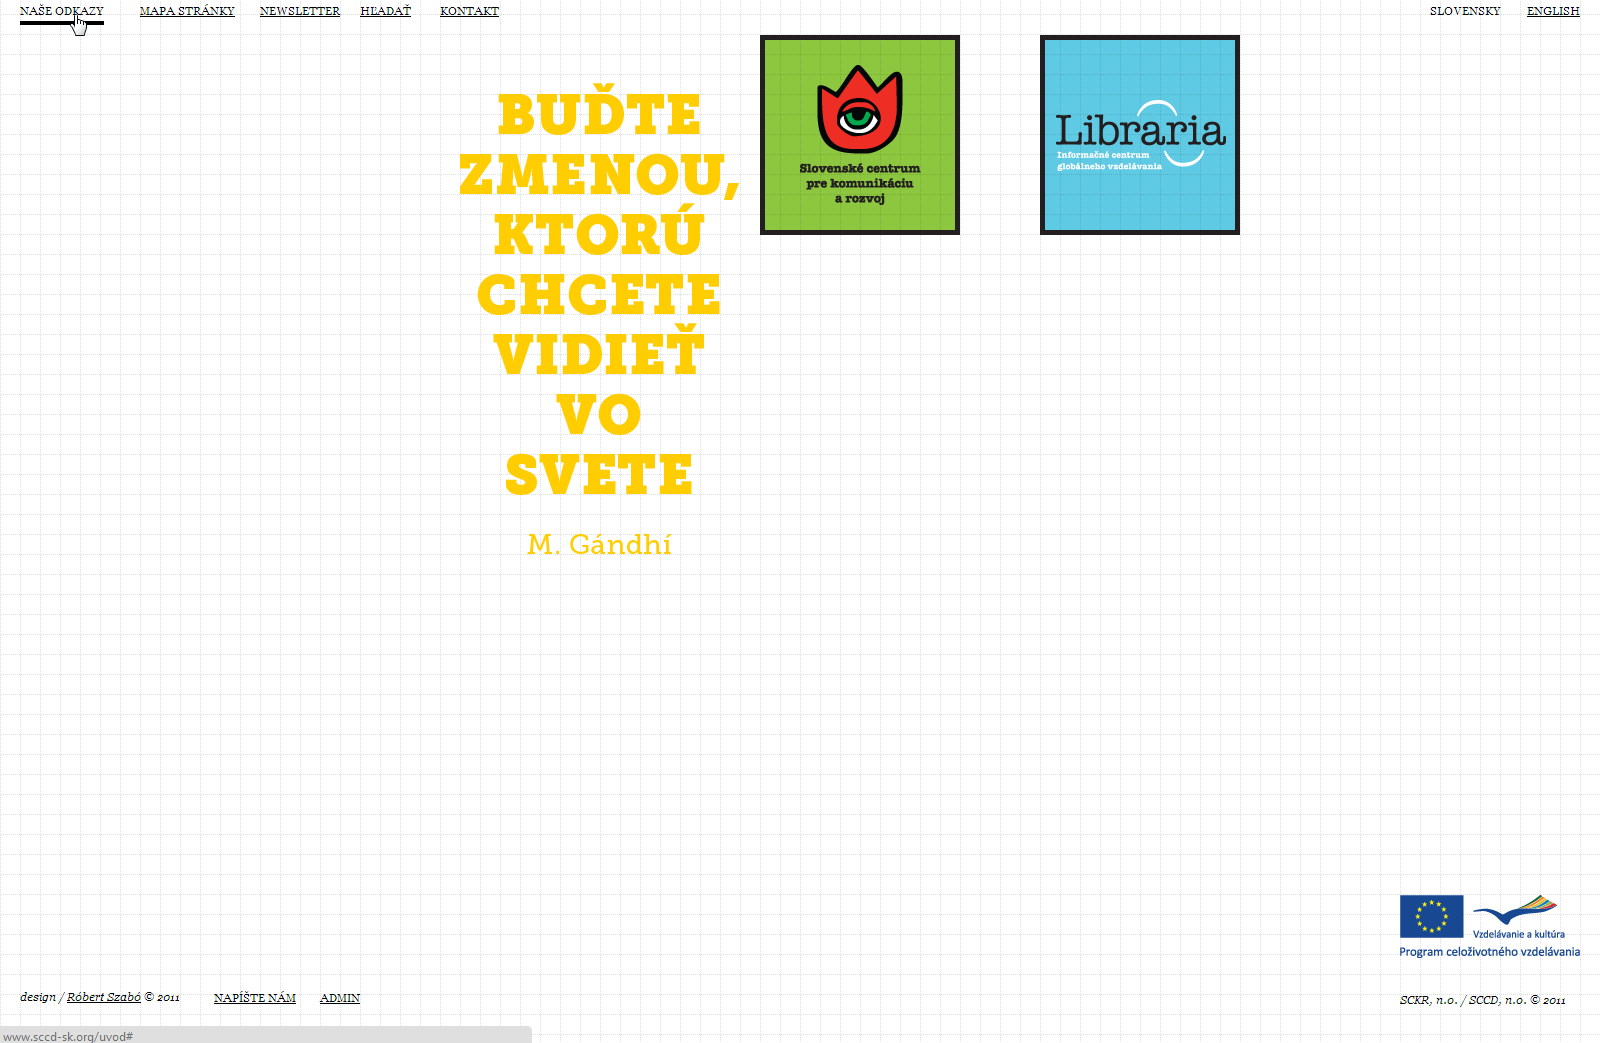 NAŠE ODKAZY MAPA STRÁNKY NEWSLETTER HĽADAŤ KONTAKT SLOVENSKY ENGLISH
BUĎTE
ZMENOU,
KTORÚ
CHCETE
VIDIEŤ
VO
SVETE
M. Gándhí
Slovenské centrum
pre komunikáciu
a rozvoj
Libraria
Informačné centrum
globálneho vzdelávania
Vzdelávanie a kultúra
Program celoživotného vzdelávania
design / Róbert Szabó © 2011 NAPÍŠTE NÁM ADMIN SCKR, n.o. / SCCD, n.o. © 2011
www.sccd-sk.org/uvod#